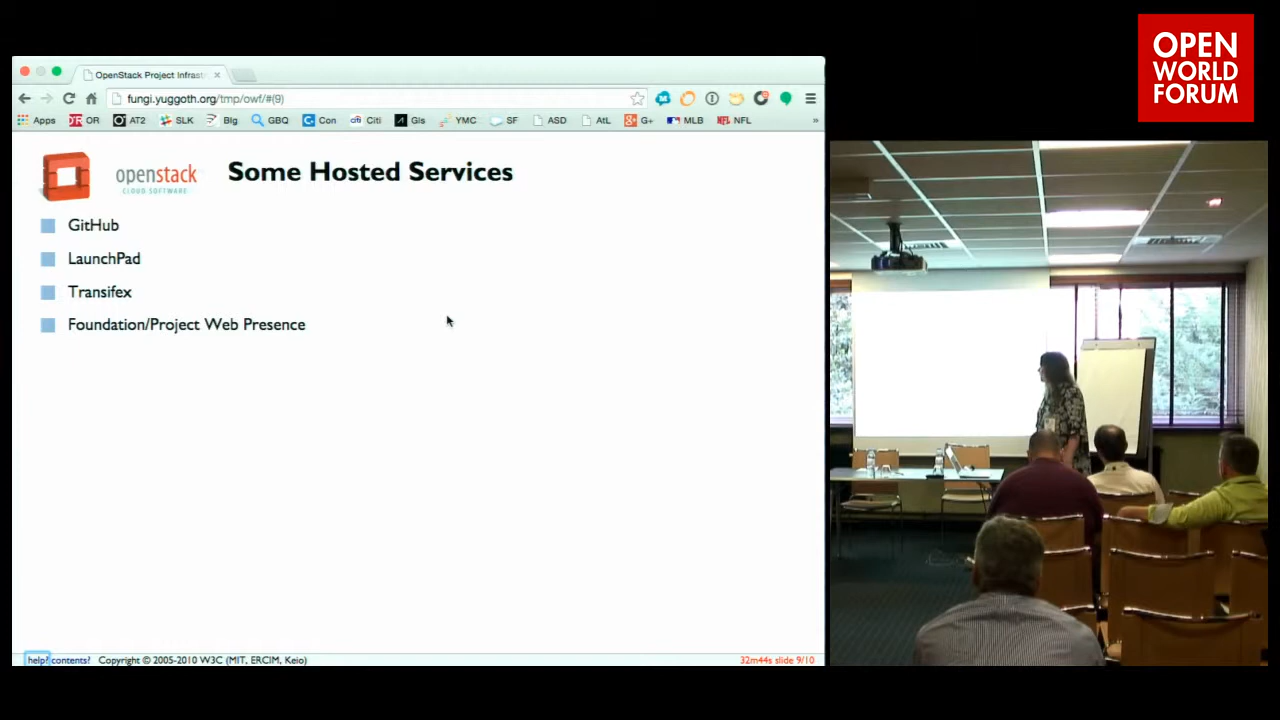 OPEN
WORLD
FORUM
OpenStack Project Infrast
fungi.yuggoth.org/tmp/owf/#(9)
Apps OR AT2 SLK Big GBQ Con Citi Gis YMC SF ASD AtL G+ MLB NFL »
openstack
CLOUD SOFTWARE
Some Hosted Services
GitHub
LaunchPad
Transifex
Foundation/Project Web Presence
help? contents? Copyright © 2005-2010 W3C (MIT, ERCIM, Keio)
32m44s slide 9/10